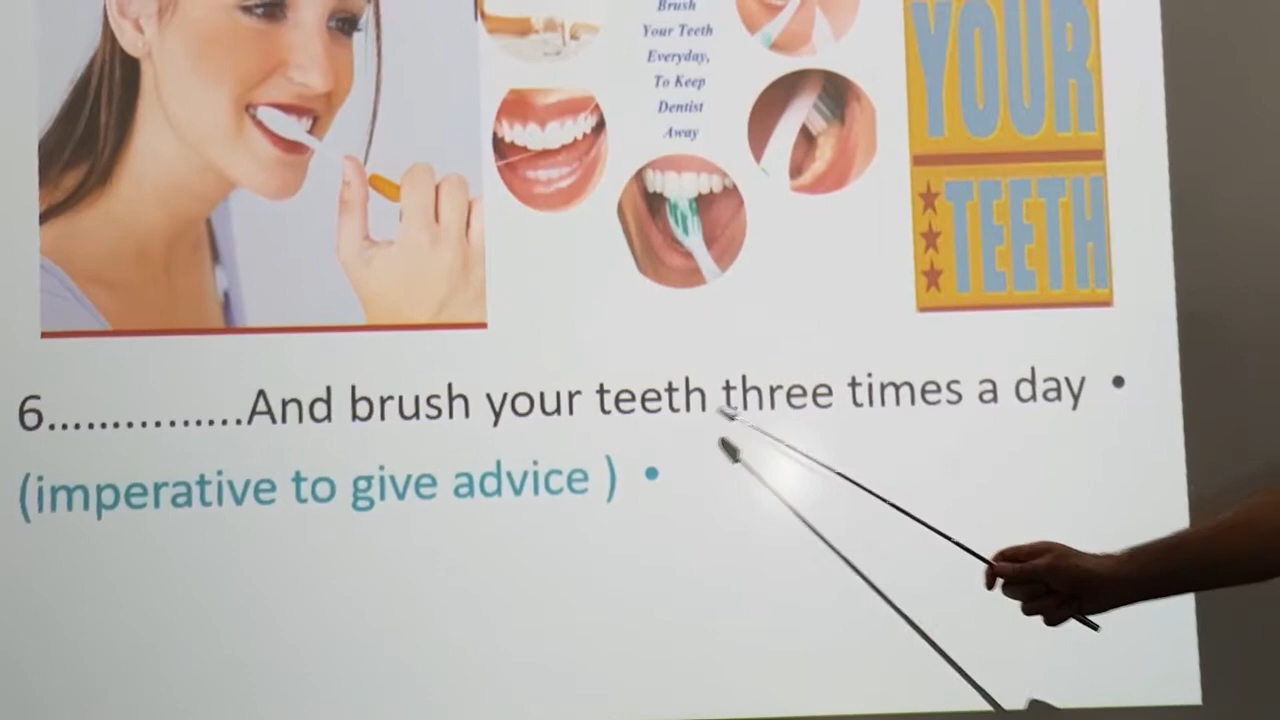 Brush
Your Teeth
Everyday,
To Keep
Dentist
Away
YOUR
TEETH
6...............And brush your teeth three times a day •
(imperative to give advice ) •